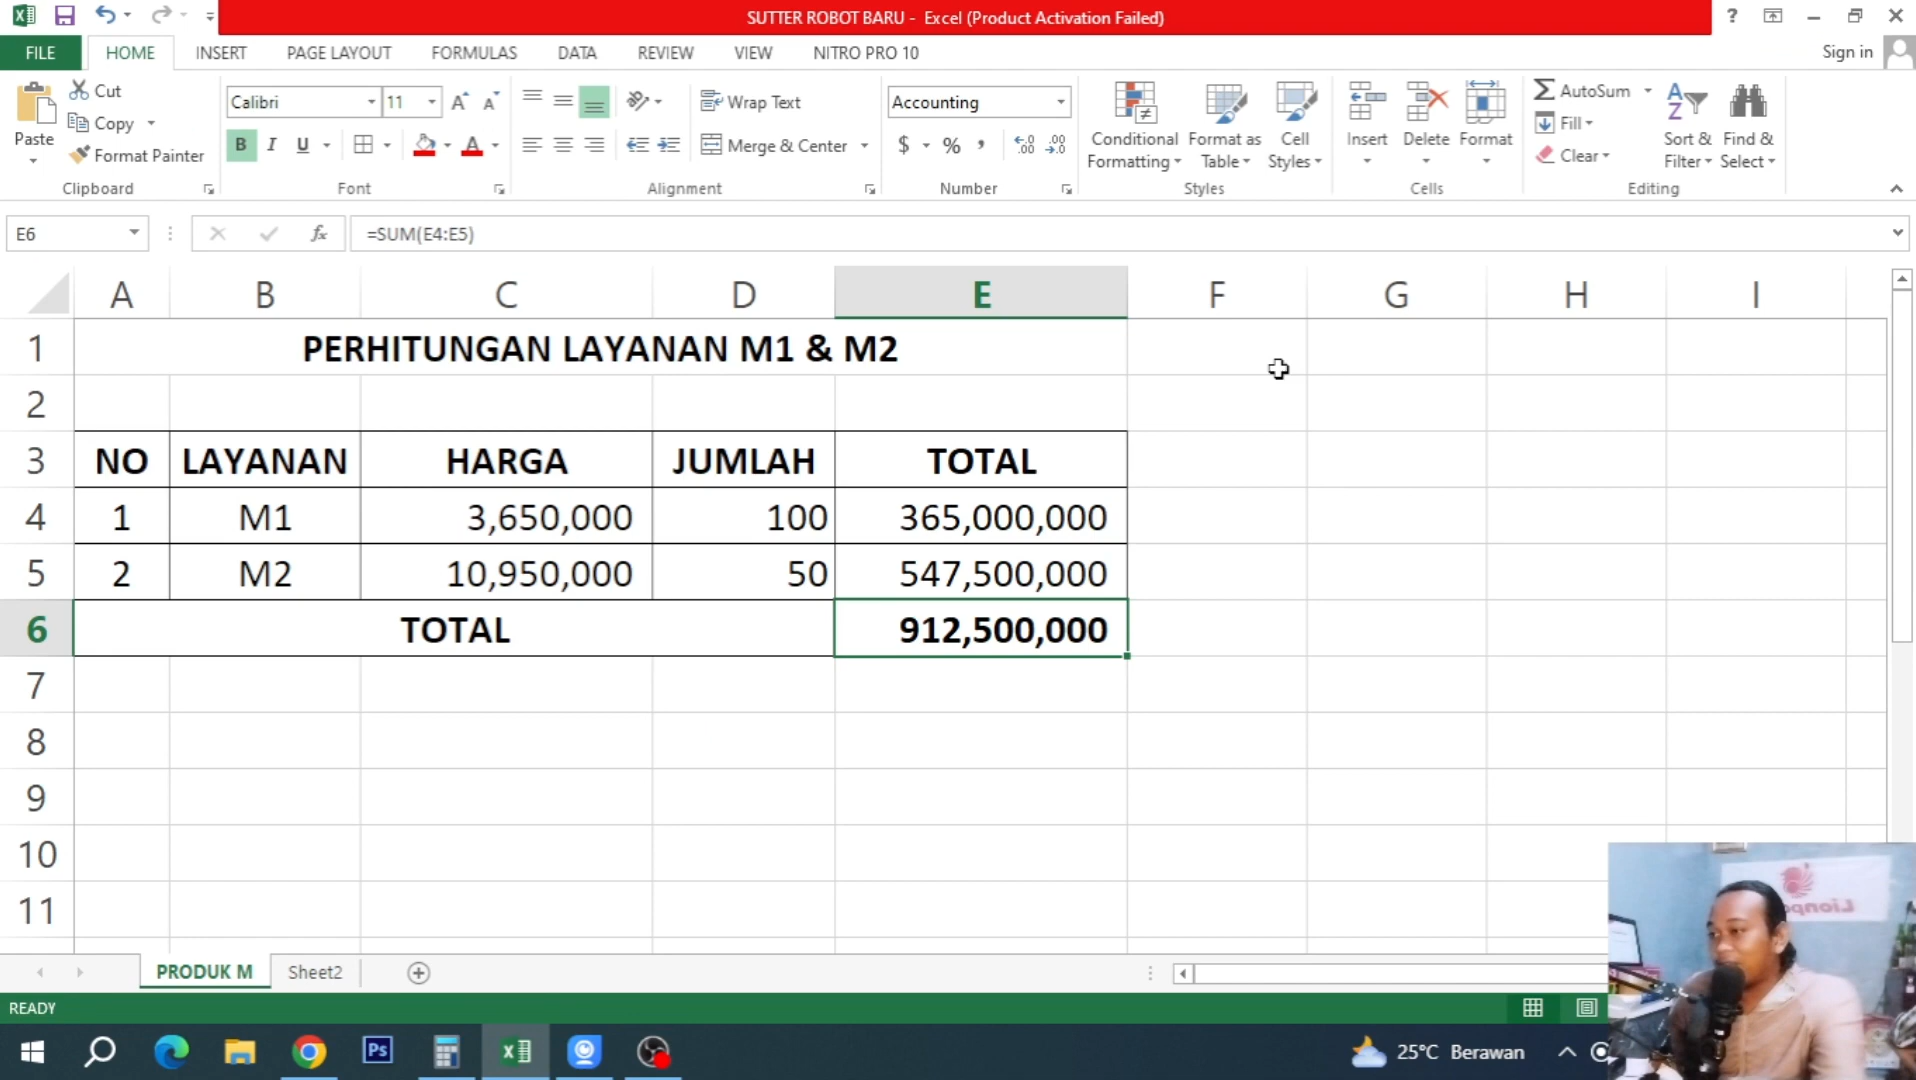 SUTTER ROBOT BARU - Excel (Product Activation Failed)
?
FILE HOME INSERT PAGE LAYOUT FORMULAS DATA REVIEW VIEW NITRO PRO 10
Sign in
Paste
Cut
Copy
Format Painter
Clipboard
Calibri 11
B I U
Font
Wrap Text
Merge & Center
Alignment
Accounting
$ % ,
Number
Conditional Formatting
Format as Table
Cell Styles
Styles
Insert Delete Format
Cells
AutoSum
Fill
Clear
Sort & Filter
Find & Select
Editing
E6 fx =SUM(E4:E5)
A B C D E F G H I
1 PERHITUNGAN LAYANAN M1 & M2
2
3 NO LAYANAN HARGA JUMLAH TOTAL
4 1 M1 3,650,000 100 365,000,000
5 2 M2 10,950,000 50 547,500,000
6 TOTAL 912,500,000
7
8
9
10
11
PRODUK M Sheet2
READY
Ps
25°C Berawan